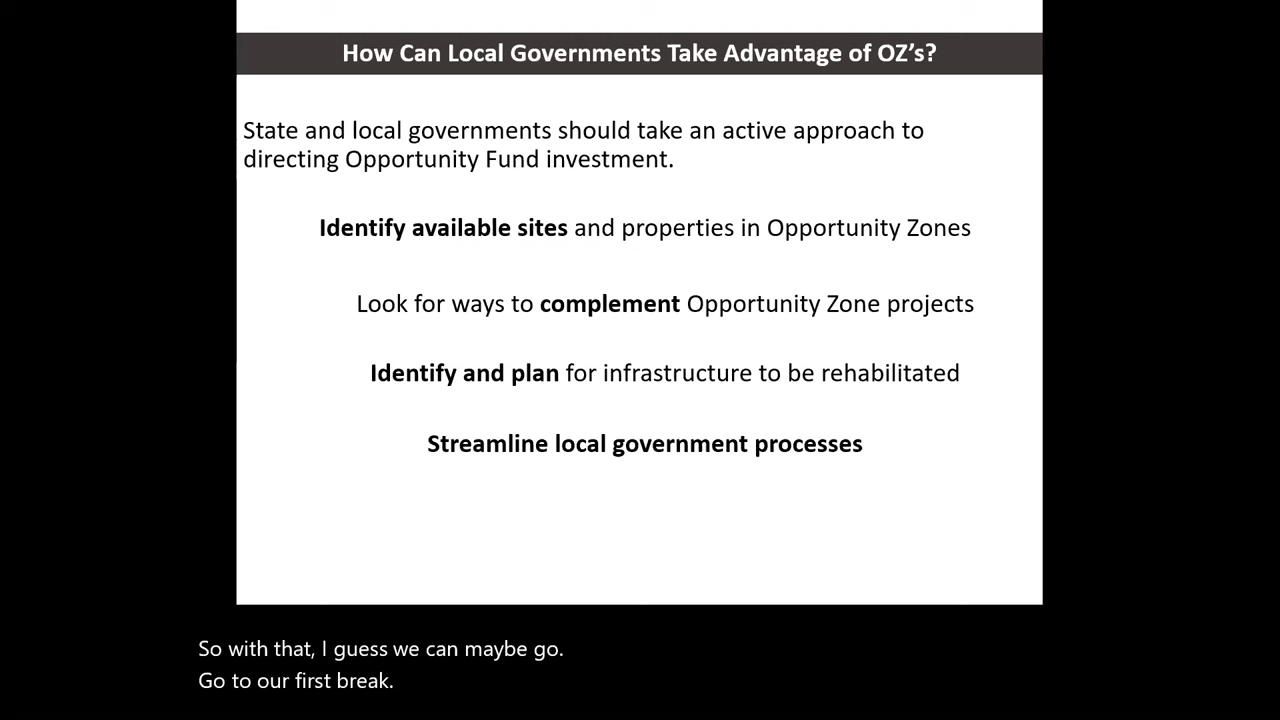 How Can Local Governments Take Advantage of OZ’s?
State and local governments should take an active approach to
directing Opportunity Fund investment.
Identify available sites and properties in Opportunity Zones
Look for ways to complement Opportunity Zone projects
Identify and plan for infrastructure to be rehabilitated
Streamline local government processes
So with that, I guess we can maybe go.
Go to our first break.